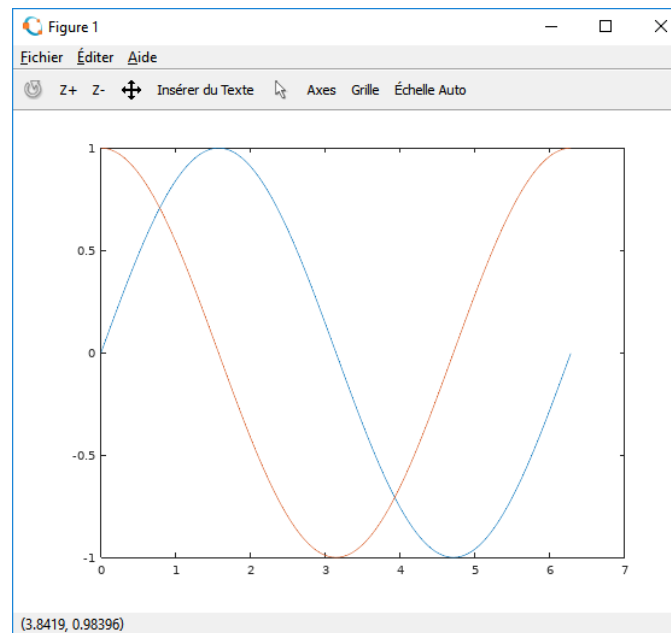 Figure 1
Fichier Éditer Aide
Z+ Z- Insérer du Texte Axes Grille Échelle Auto
1
0.5
0
-0.5
-1
0 1 2 3 4 5 6 7
(3.8419, 0.98396)